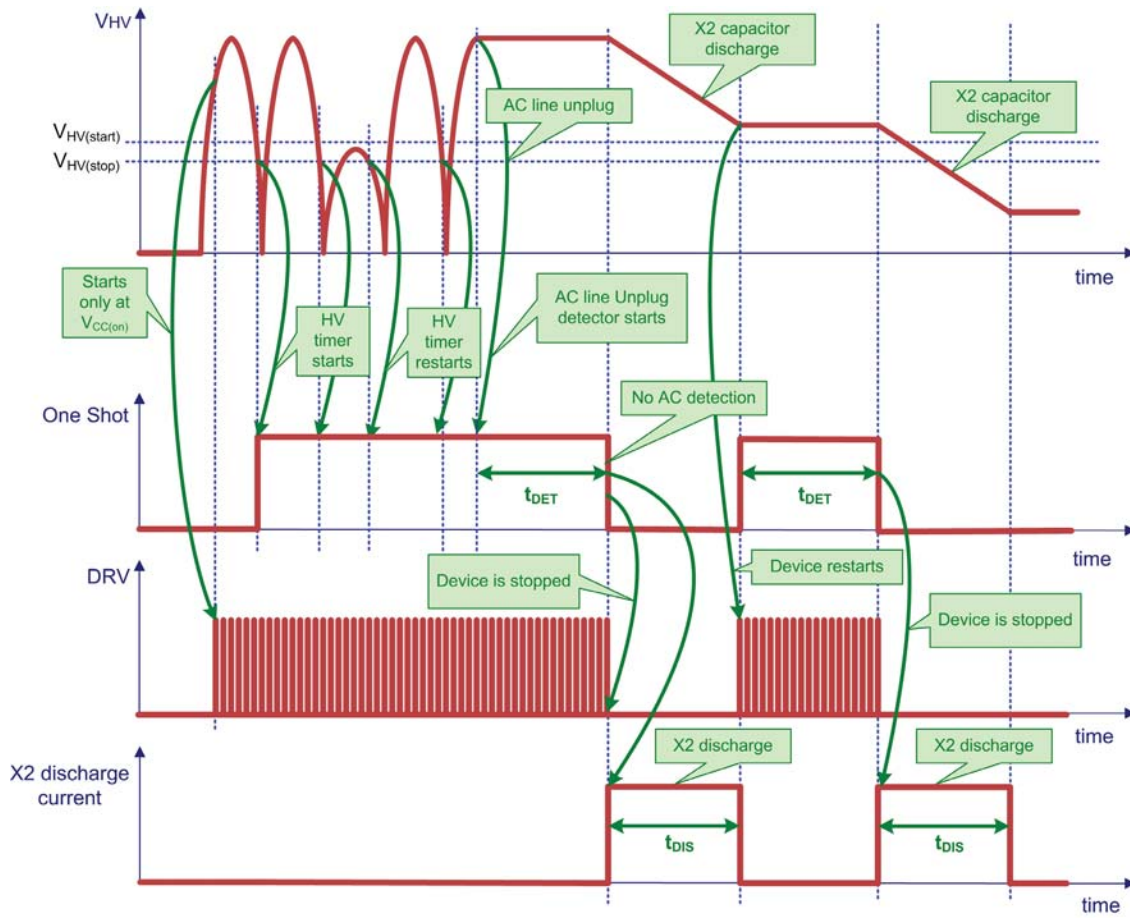 VHV
X2 capacitor
discharge
X2 capacitor
discharge
AC line unplug
VHV(start)
VHV(stop)
time
Starts
only at
VCC(on)
HV
timer
starts
HV
timer
restarts
AC line Unplug
detector starts
No AC detection
One Shot
tDET
tDET
time
DRV
Device is stopped
Device restarts
Device is stopped
time
X2 discharge
current
X2 discharge
X2 discharge
tDIS
tDIS
time